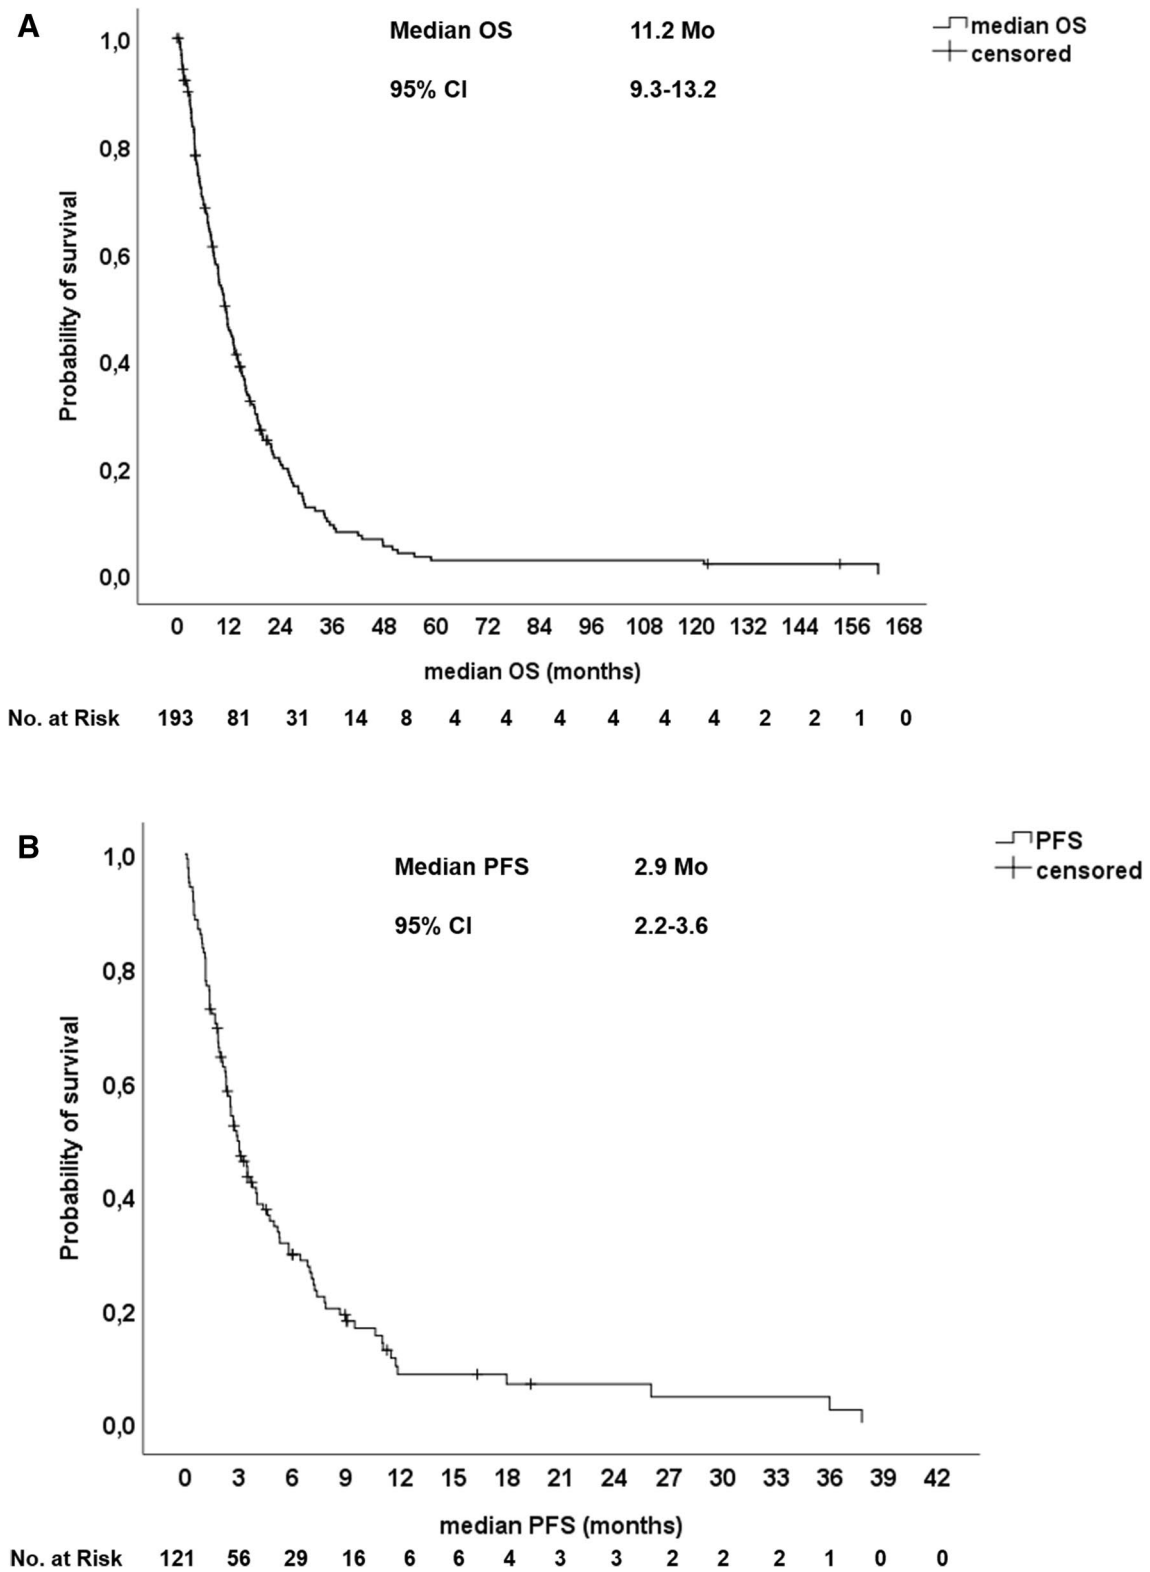 A
Median OS 11.2 Mo
95% CI 9.3-13.2
median OS
censored
1,0
0,8
0,6
0,4
0,2
0,0
Probability of survival
0 12 24 36 48 60 72 84 96 108 120 132 144 156 168
median OS (months)
No. at Risk 193 81 31 14 8 4 4 4 4 4 4 2 2 1 0
B
Median PFS 2.9 Mo
95% CI 2.2-3.6
PFS
censored
1,0
0,8
0,6
0,4
0,2
0,0
Probability of survival
0 3 6 9 12 15 18 21 24 27 30 33 36 39 42
median PFS (months)
No. at Risk 121 56 29 16 6 6 4 3 3 2 2 2 1 0 0